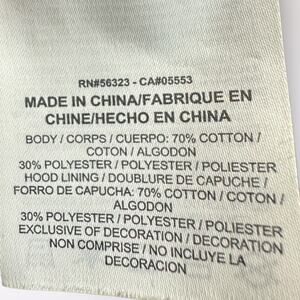 RN#56323 - CA#05553
MADE IN CHINA/FABRIQUE EN
CHINE/HECHO EN CHINA
BODY / CORPS / CUERPO: 70% COTTON /
COTON / ALGODON
30% POLYESTER / POLYESTER / POLIESTER
HOOD LINING / DOUBLURE DE CAPUCHE /
FORRO DE CAPUCHA: 70% COTTON / COTON /
ALGODON
30% POLYESTER / POLYESTER / POLIESTER
EXCLUSIVE OF DECORATION / DECORATION
NON COMPRISE / NO INCLUYE LA
DECORACION